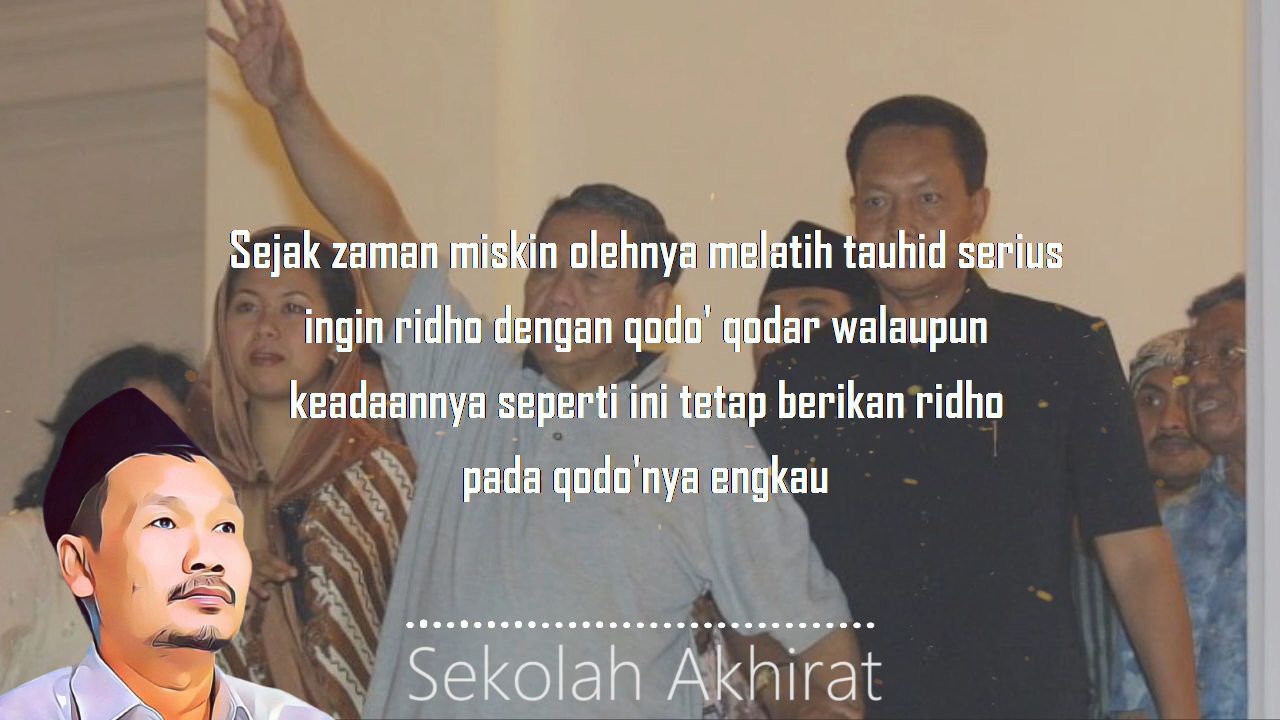 Sejak zaman miskin olehnya melatih tauhid serius
ingin ridho dengan qodo' qodar walaupun
keadaannya seperti ini tetap berikan ridho
pada qodo'nya engkau
Sekolah Akhirat